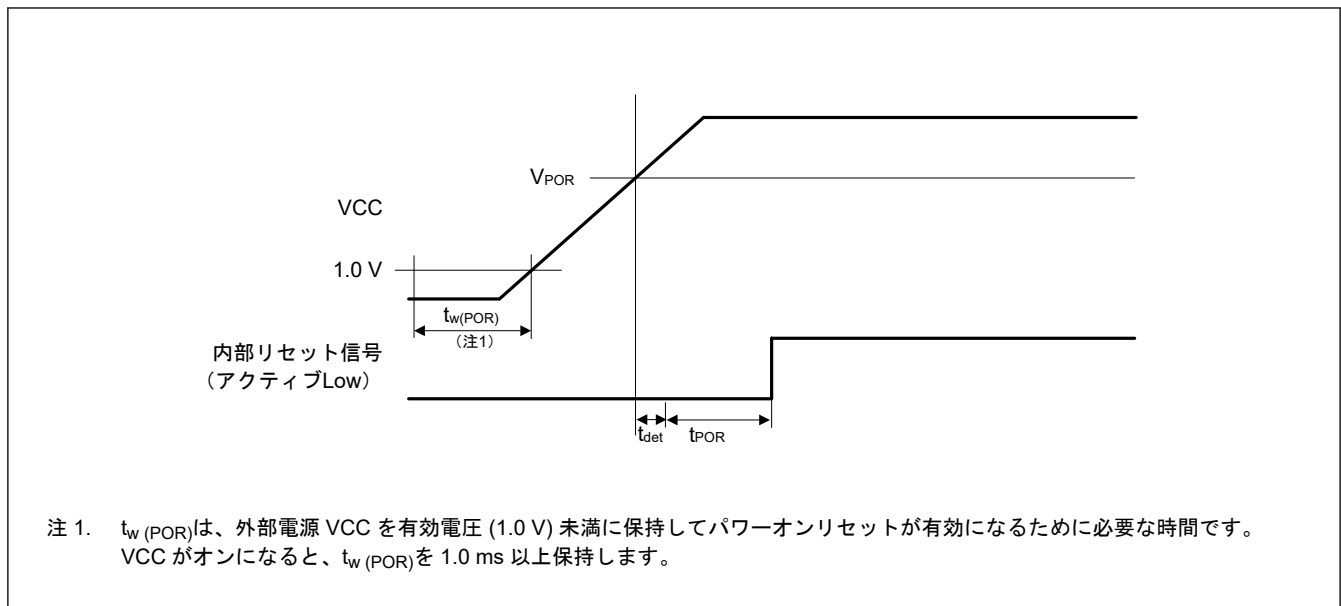 VPOR
VCC
1.0 V
tw(POR)
（注1）
内部リセット信号
（アクティブLow）
tdet
tPOR
注 1. tw (POR)は、外部電源 VCC を有効電圧 (1.0 V) 未満に保持してパワーオンリセットが有効になるために必要な時間です。
VCC がオンになると、tw (POR)を 1.0 ms 以上保持します。